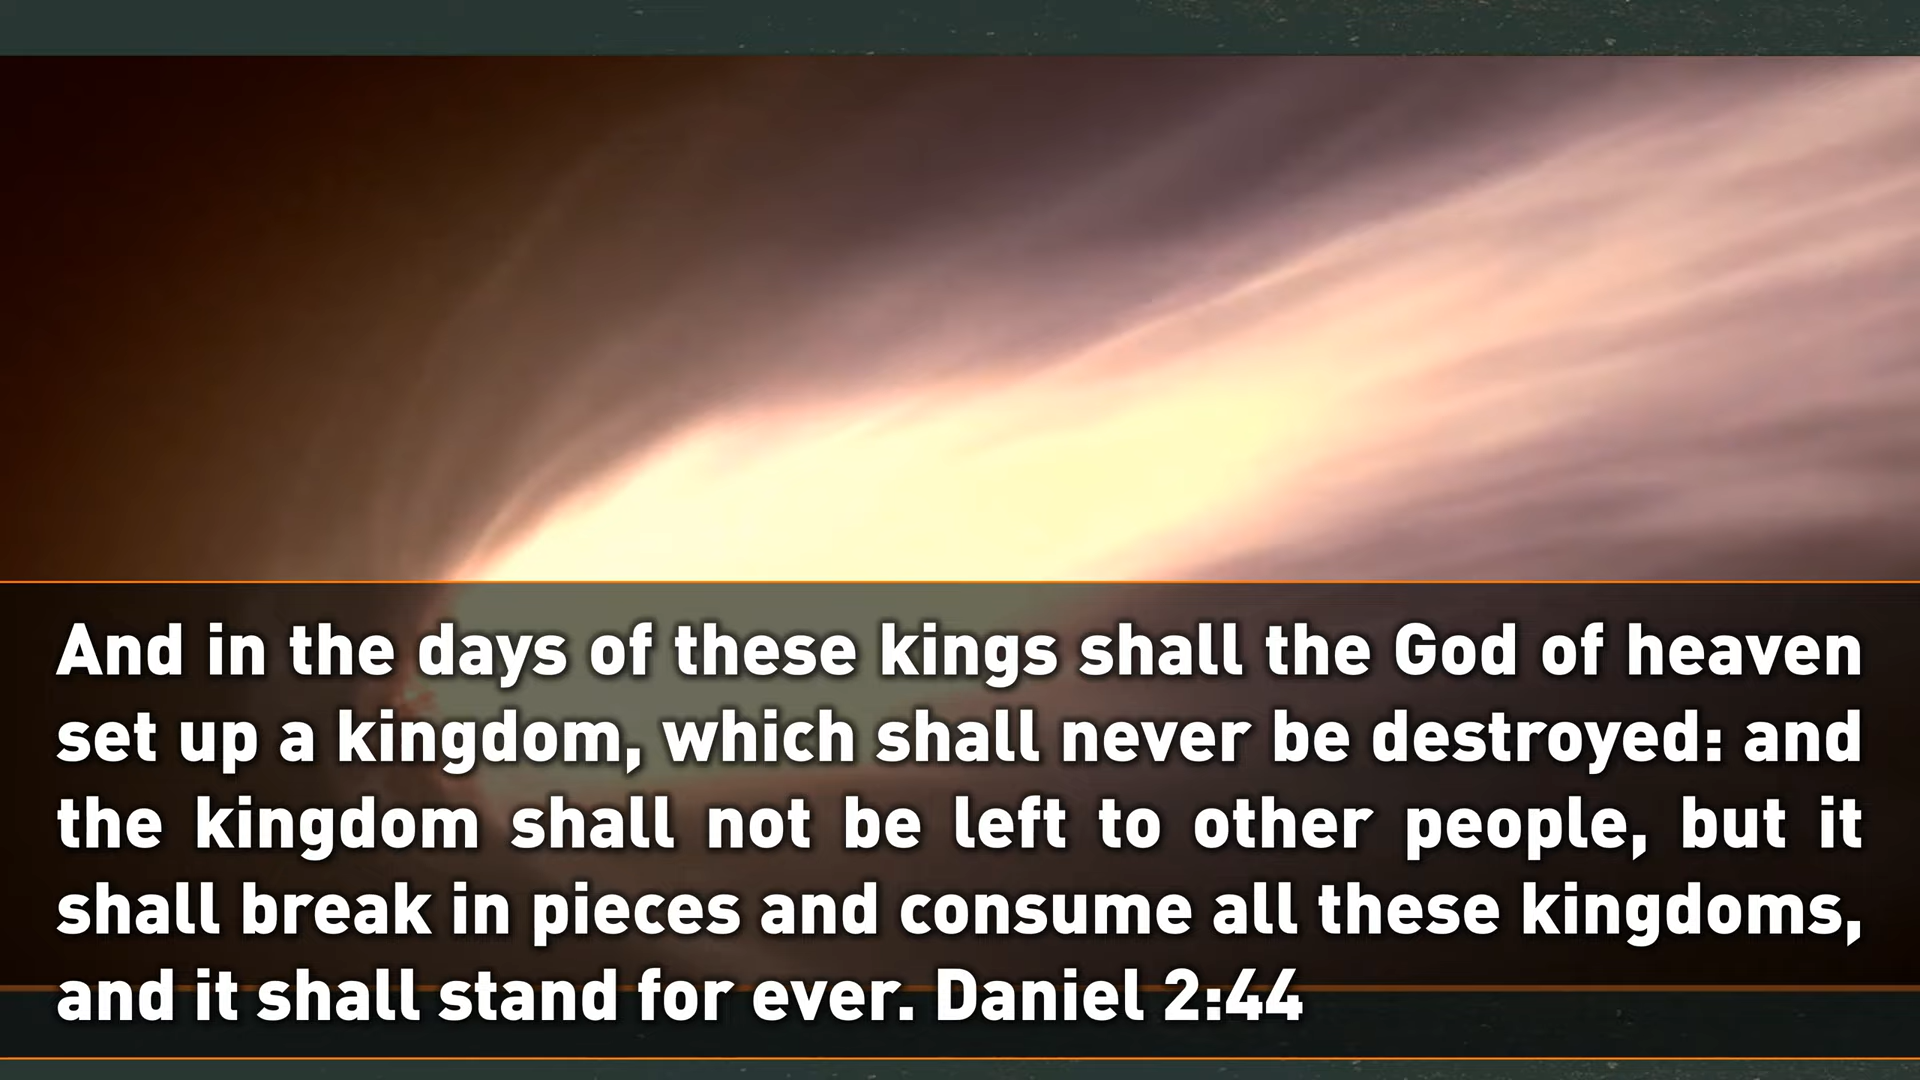 And in the days of these kings shall the God of heaven
set up a kingdom, which shall never be destroyed: and
the kingdom shall not be left to other people, but it
shall break in pieces and consume all these kingdoms,
and it shall stand for ever. Daniel 2:44